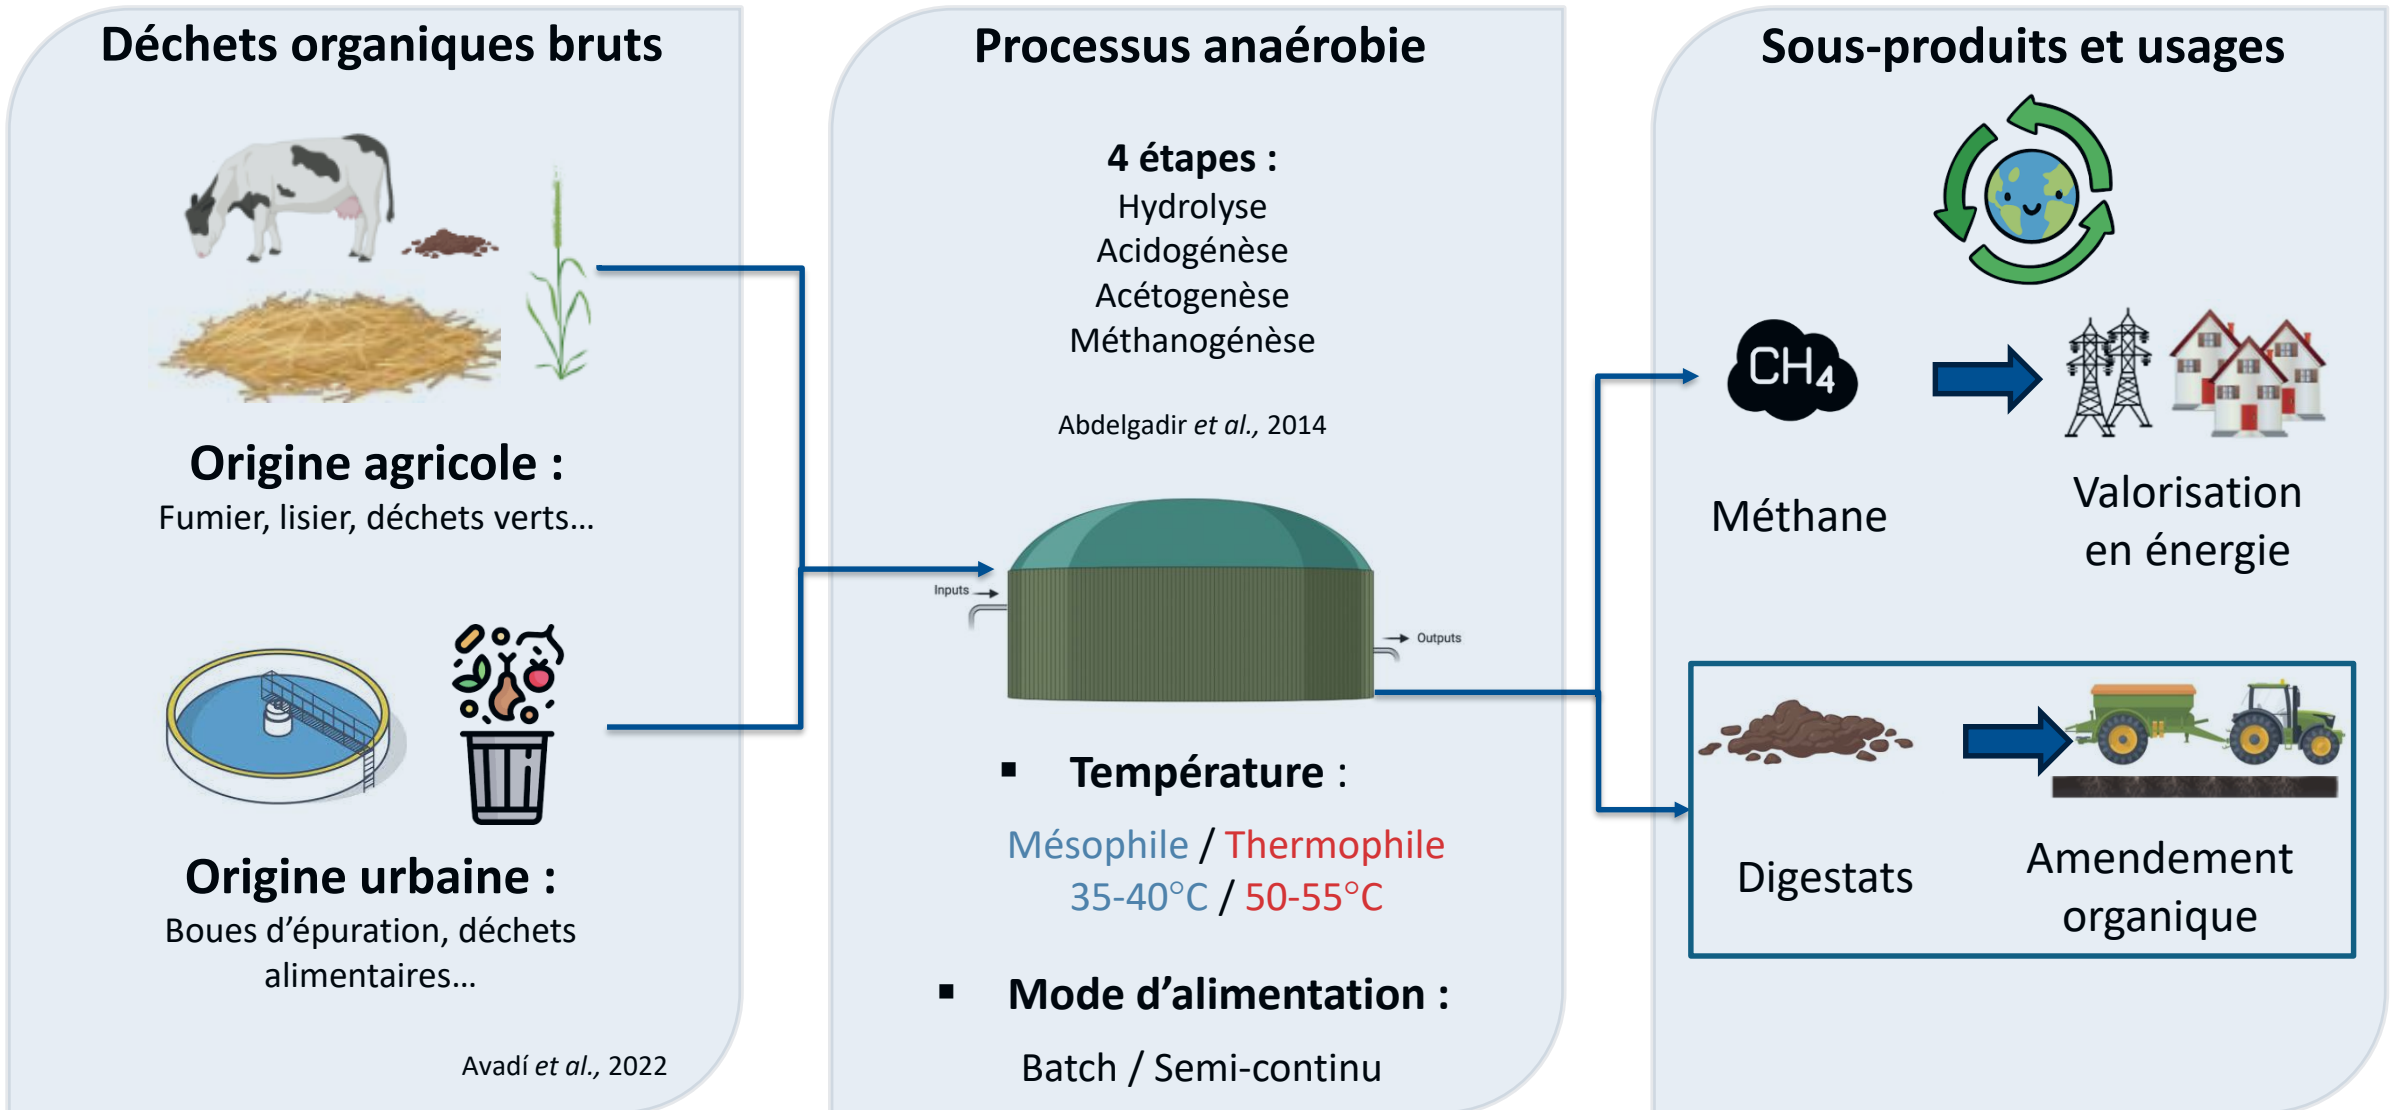 Déchets organiques bruts
Origine agricole :
Fumier, lisier, déchets verts...
Origine urbaine :
Boues d'épuration, déchets
alimentaires...
Avadí et al., 2022
Processus anaérobie
4 étapes :
Hydrolyse
Acidogénèse
Acétogenèse
Méthanogénèse
Abdelgadir et al., 2014
Inputs
Outputs
▪ Température :
Mésophile / Thermophile
35-40°C / 50-55°C
▪ Mode d'alimentation :
Batch / Semi-continu
Sous-produits et usages
CH4
Méthane
Valorisation
en énergie
Digestats
Amendement
organique